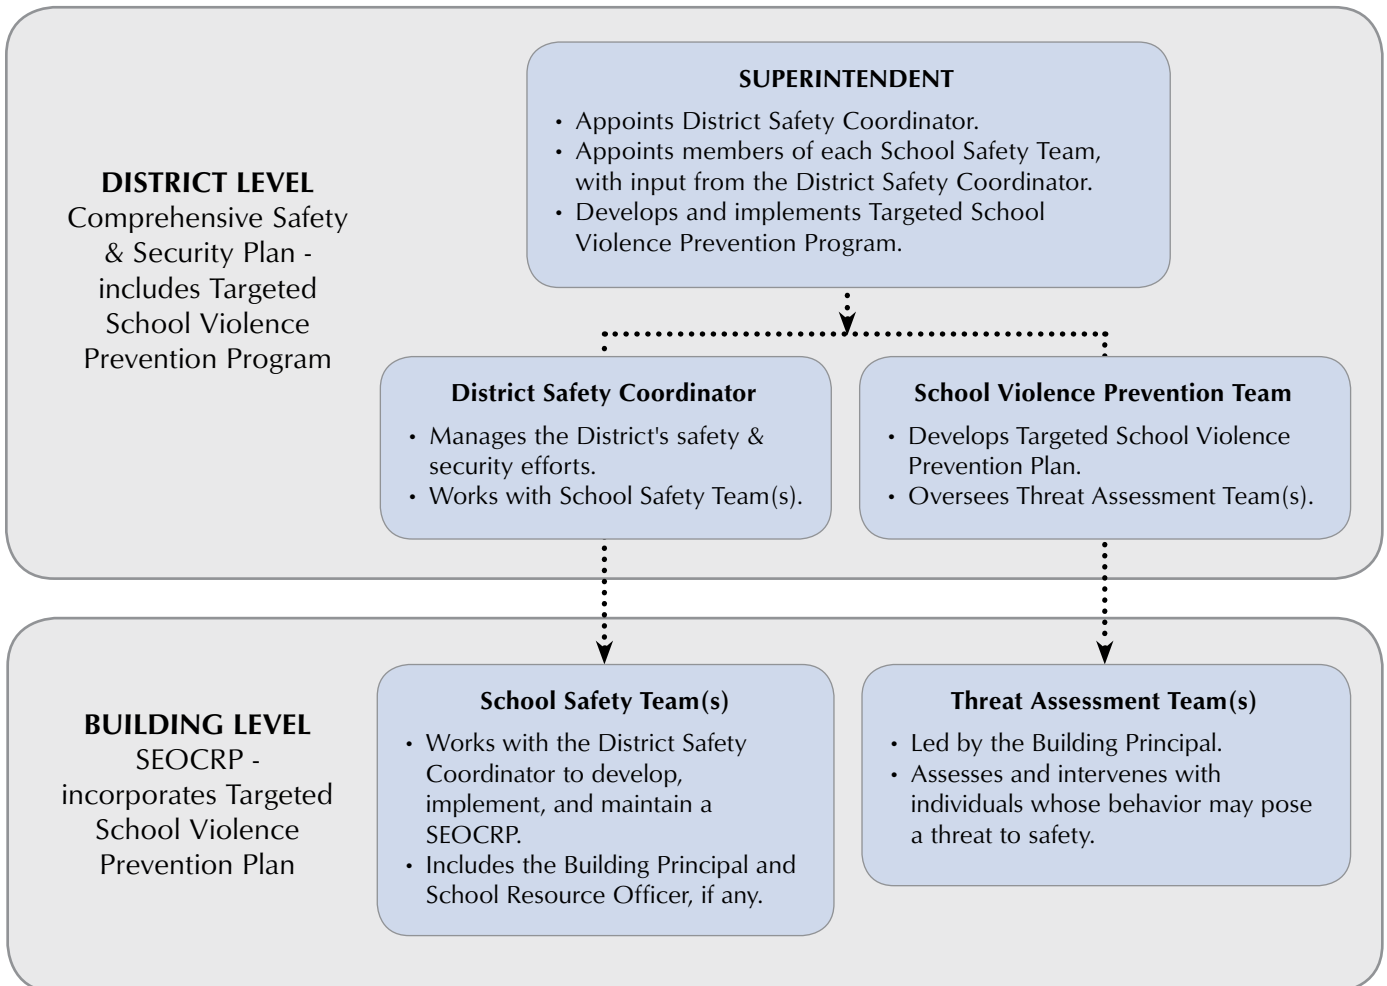 SUPERINTENDENT
• Appoints District Safety Coordinator.
• Appoints members of each School Safety Team,
with input from the District Safety Coordinator.
• Develops and implements Targeted School
Violence Prevention Program.
DISTRICT LEVEL
Comprehensive Safety
& Security Plan -
includes Targeted
School Violence
Prevention Program
District Safety Coordinator
• Manages the District's safety &
security efforts.
• Works with School Safety Team(s).
School Violence Prevention Team
• Develops Targeted School Violence
Prevention Plan.
• Oversees Threat Assessment Team(s).
BUILDING LEVEL
SEOCRP -
incorporates Targeted
School Violence
Prevention Plan
School Safety Team(s)
• Works with the District Safety
Coordinator to develop,
implement, and maintain a
SEOCRP.
• Includes the Building Principal and
School Resource Officer, if any.
Threat Assessment Team(s)
• Led by the Building Principal.
• Assesses and intervenes with
individuals whose behavior may pose
a threat to safety.